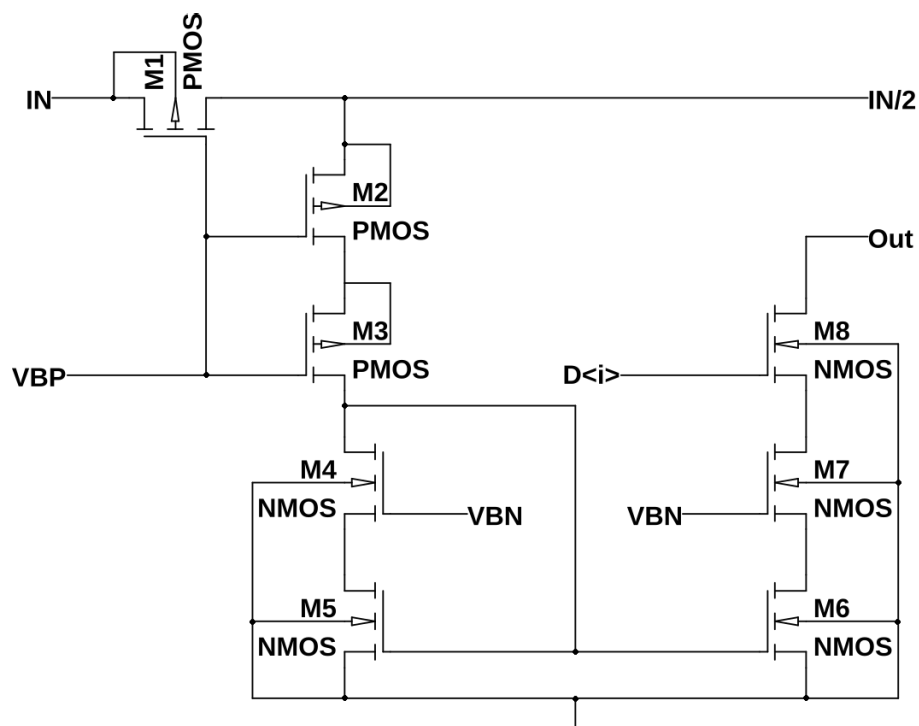 M1
PMOS
IN
IN/2
M2
PMOS
Out
M3
PMOS
M8
NMOS
VBP
D<i>
M4
NMOS
VBN
M7
NMOS
VBN
M5
NMOS
M6
NMOS